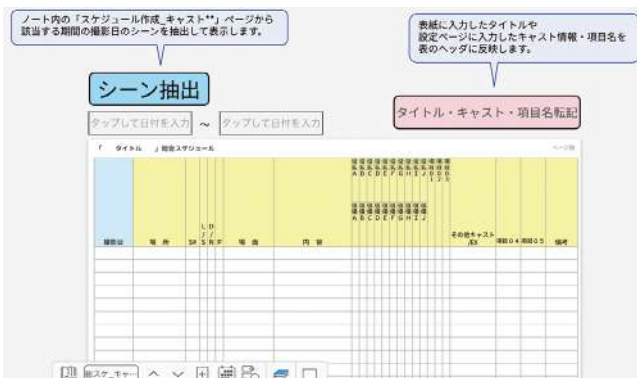 ノート内の「スケジュール作成_キャスト**」ページから
該当する期間の撮影日のシーンを抽出して表示します。
表紙に入力したタイトルや
設定ページに入力したキャスト情報・項目名を
表のヘッダに反映します。
シーン抽出
タイトル・キャスト・項目名転記
タップして日付を入力 ～ タップして日付を入力
「 タイトル 」総合スケジュール
撮影日 場 所 S# L/S D/N P 場 面 内 容 A B C D E F G H I J その他キャスト/EX 項目04 項目05 備考